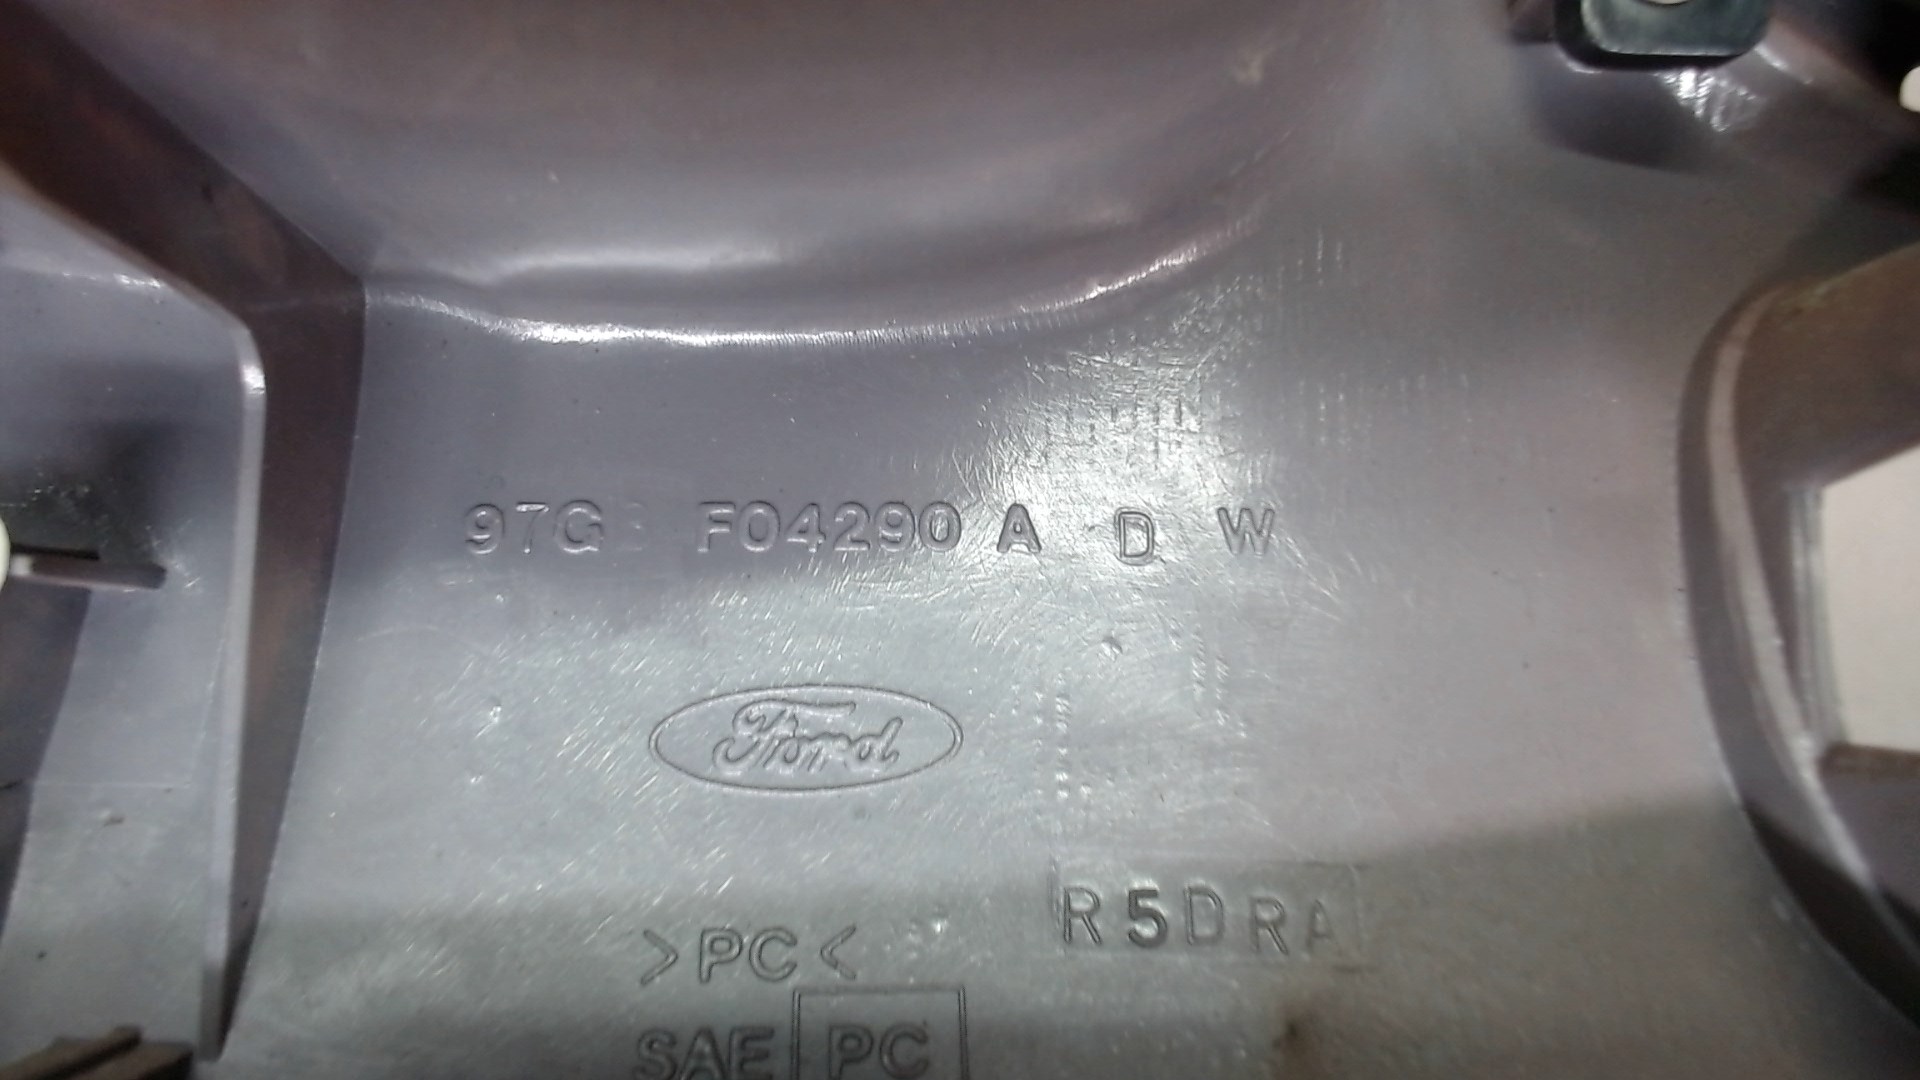 97G F04290 A D W
Ford
R5DRA
>PC<
SAE PC